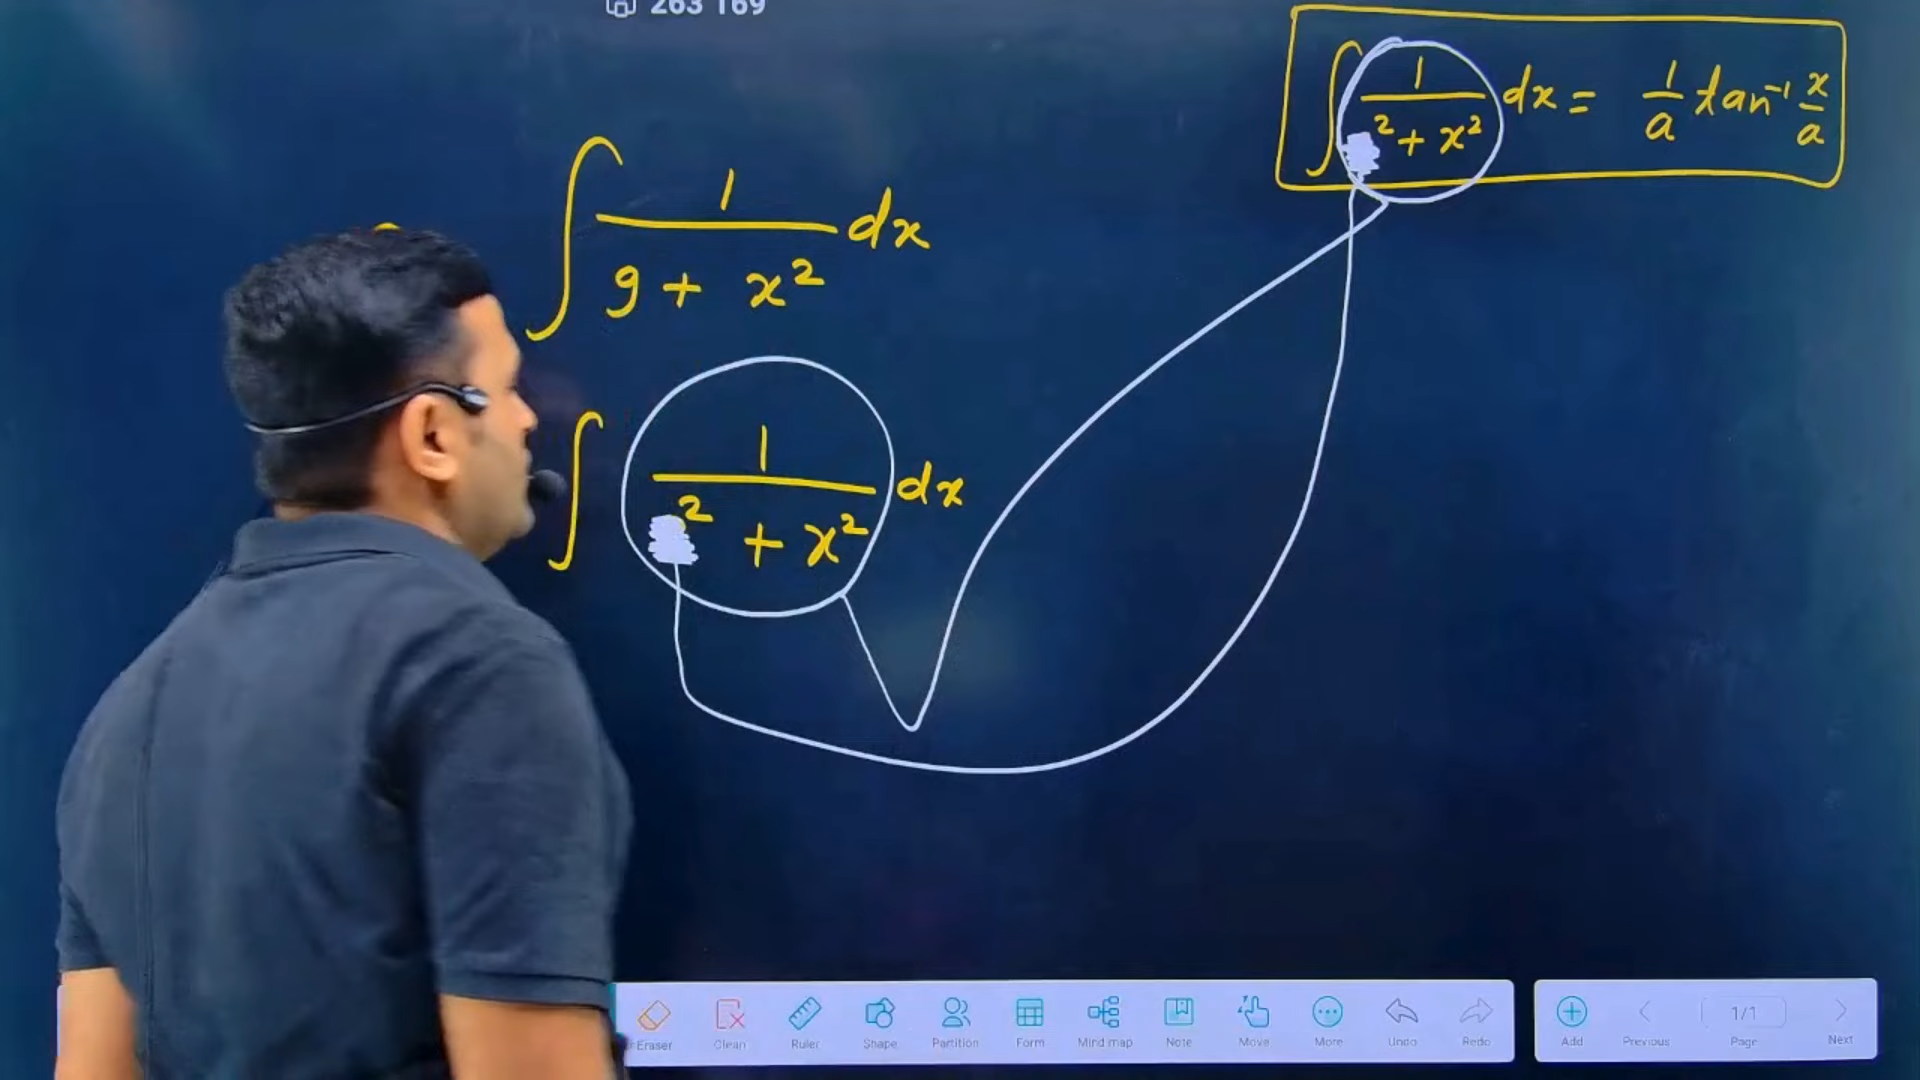 263 169
∫ 1/(² + x²) dx = 1/a tan⁻¹ x/a
∫ 1/(9 + x²) dx
∫ 1/(² + x²) dx
Eraser Clean Ruler Shape Partition Form Mind map Note Move More Undo Redo Add Previous 1/1 Page Next